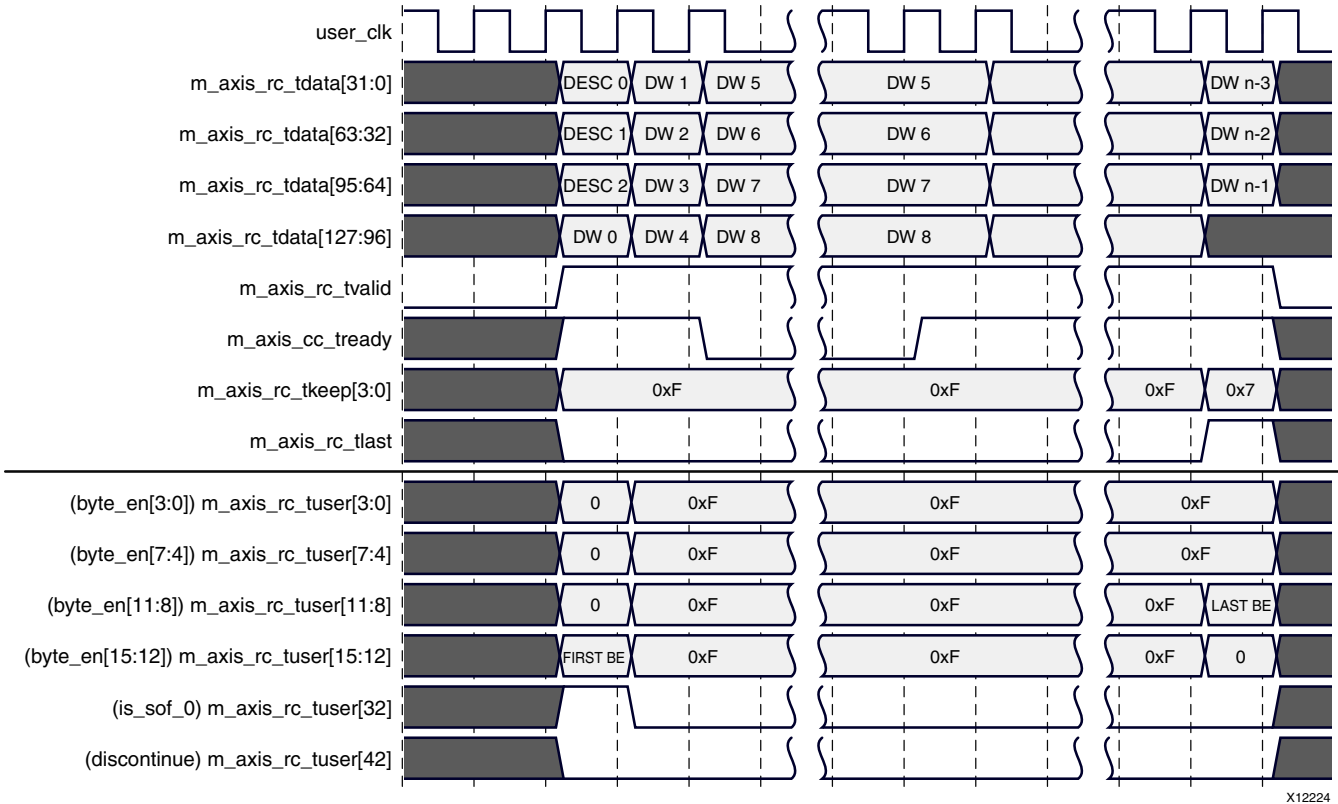 user_clk
m_axis_rc_tdata[31:0] DESC 0 DW 1 DW 5 DW 5 DW n-3
m_axis_rc_tdata[63:32] DESC 1 DW 2 DW 6 DW 6 DW n-2
m_axis_rc_tdata[95:64] DESC 2 DW 3 DW 7 DW 7 DW n-1
m_axis_rc_tdata[127:96] DW 0 DW 4 DW 8 DW 8
m_axis_rc_tvalid
m_axis_cc_tready
m_axis_rc_tkeep[3:0] 0xF 0xF 0xF 0x7
m_axis_rc_tlast
(byte_en[3:0]) m_axis_rc_tuser[3:0] 0 0xF 0xF 0xF
(byte_en[7:4]) m_axis_rc_tuser[7:4] 0 0xF 0xF 0xF
(byte_en[11:8]) m_axis_rc_tuser[11:8] 0 0xF 0xF 0xF LAST BE
(byte_en[15:12]) m_axis_rc_tuser[15:12] FIRST BE 0xF 0xF 0xF 0
(is_sof_0) m_axis_rc_tuser[32]
(discontinue) m_axis_rc_tuser[42]
X12224